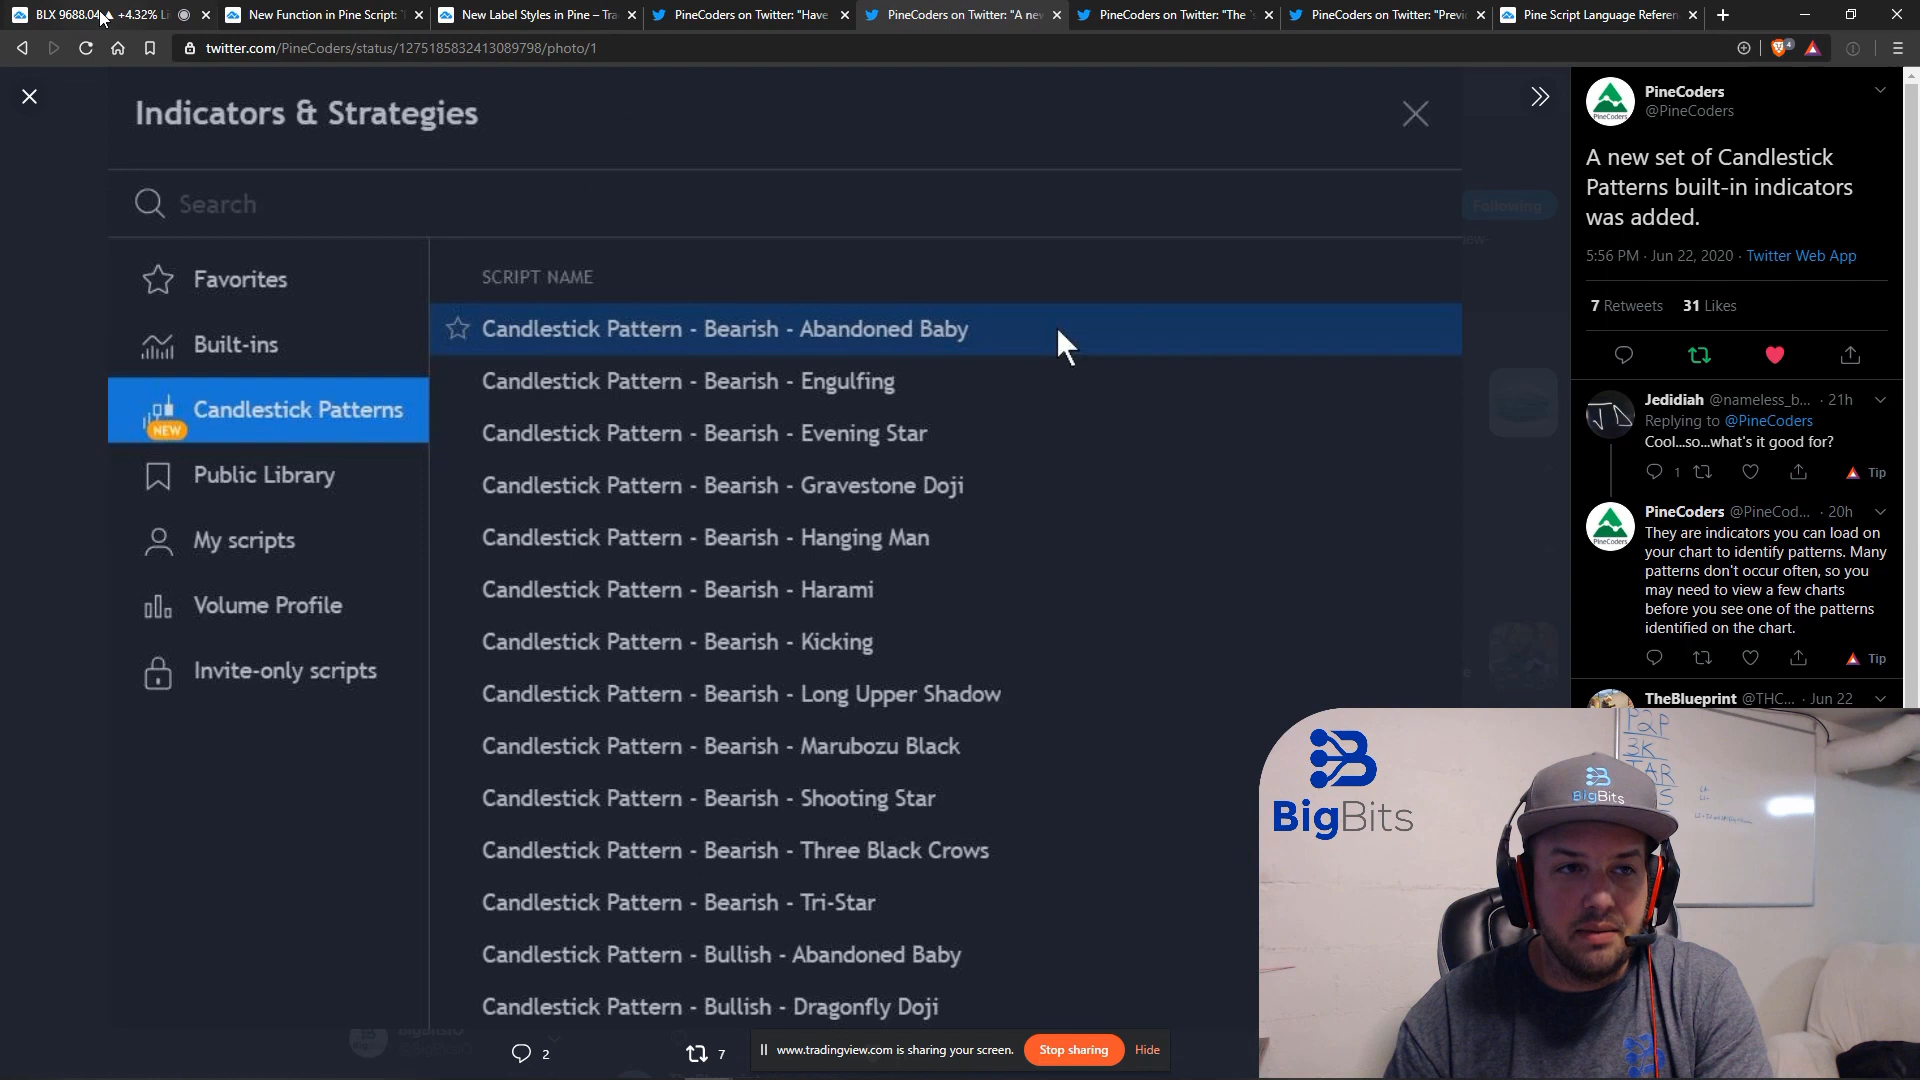 BLX 9688.04 ▲ +4.32%
New Function in Pine Script:
New Label Styles in Pine – Tra
PineCoders on Twitter: "Have
PineCoders on Twitter: "A new
PineCoders on Twitter: "The
PineCoders on Twitter: "Previ
Pine Script Language Referen
twitter.com/PineCoders/status/1275185832413089798/photo/1
4
Indicators & Strategies
Search
Favorites
Built-ins
Candlestick Patterns
NEW
Public Library
My scripts
Volume Profile
Invite-only scripts
SCRIPT NAME
Candlestick Pattern - Bearish - Abandoned Baby
Candlestick Pattern - Bearish - Engulfing
Candlestick Pattern - Bearish - Evening Star
Candlestick Pattern - Bearish - Gravestone Doji
Candlestick Pattern - Bearish - Hanging Man
Candlestick Pattern - Bearish - Harami
Candlestick Pattern - Bearish - Kicking
Candlestick Pattern - Bearish - Long Upper Shadow
Candlestick Pattern - Bearish - Marubozu Black
Candlestick Pattern - Bearish - Shooting Star
Candlestick Pattern - Bearish - Three Black Crows
Candlestick Pattern - Bearish - Tri-Star
Candlestick Pattern - Bullish - Abandoned Baby
Candlestick Pattern - Bullish - Dragonfly Doji
Following
2
7
www.tradingview.com is sharing your screen.
Stop sharing
Hide
PineCoders
PineCoders
@PineCoders
A new set of Candlestick
Patterns built-in indicators
was added.
5:56 PM · Jun 22, 2020 · Twitter Web App
7 Retweets 31 Likes
Jedidiah @nameless_b... · 21h
Replying to @PineCoders
Cool...so...what's it good for?
1
Tip
PineCoders
PineCoders @PineCod... · 20h
They are indicators you can load on
your chart to identify patterns. Many
patterns don't occur often, so you
may need to view a few charts
before you see one of the patterns
identified on the chart.
Tip
TheBlueprint @THC... · Jun 22
BigBits
BigBits
P2P
3K
TAR
S